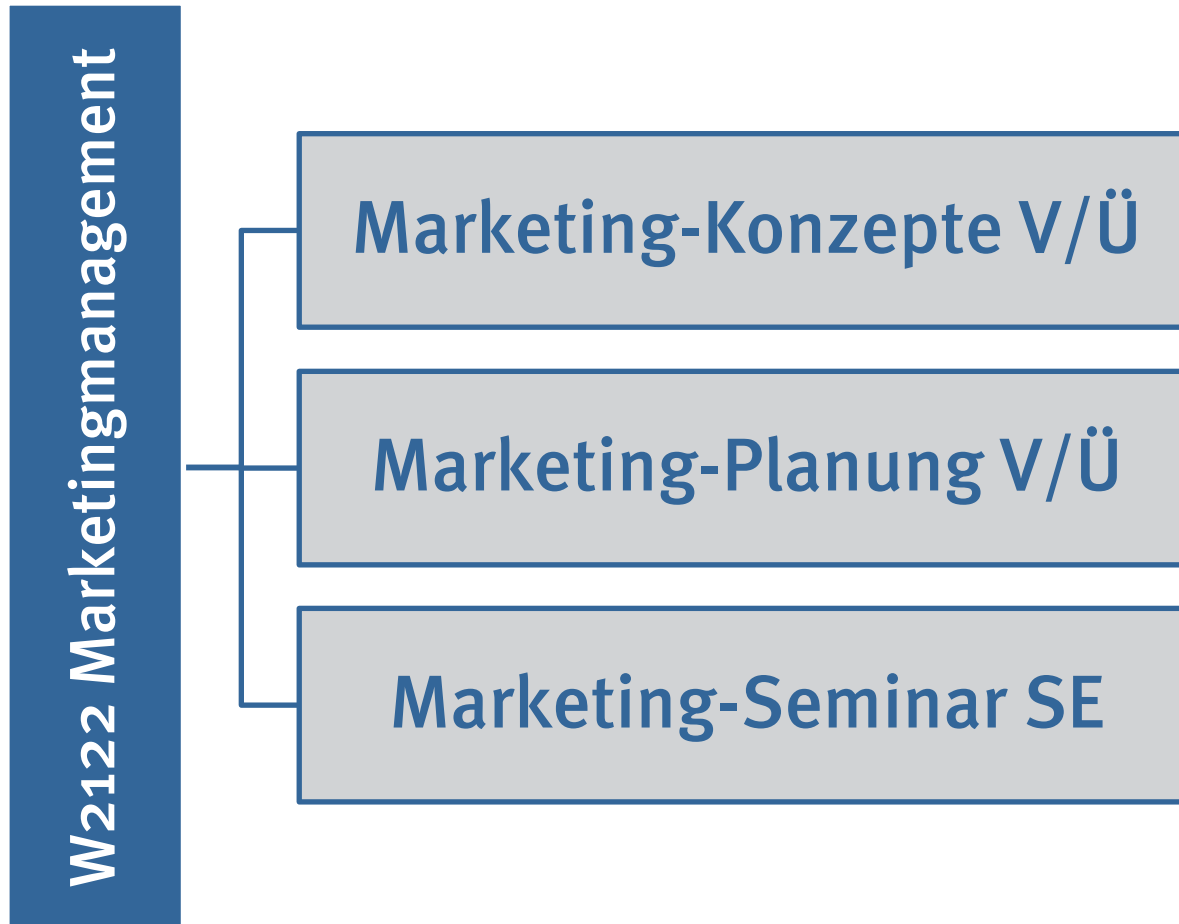 W2122 Marketingmanagement
Marketing-Konzepte V/Ü
Marketing-Planung V/Ü
Marketing-Seminar SE